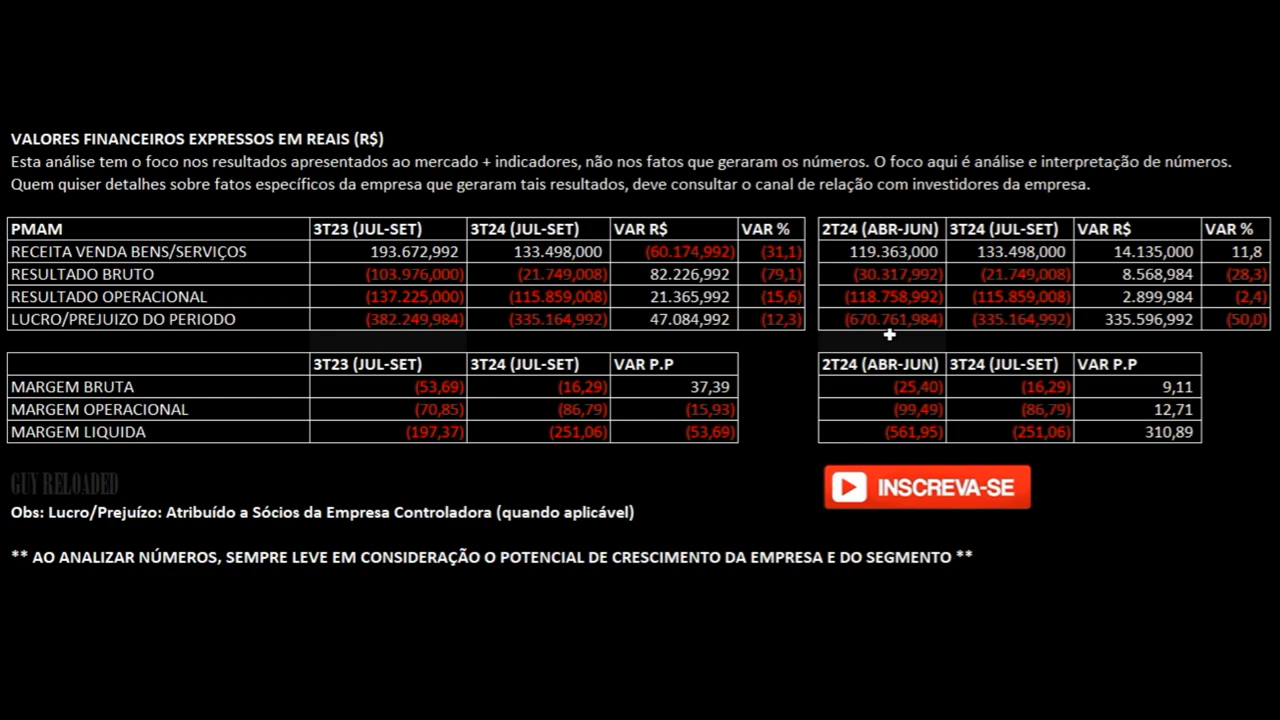 VALORES FINANCEIROS EXPRESSOS EM REAIS (R$)
Esta análise tem o foco nos resultados apresentados ao mercado + indicadores, não nos fatos que geraram os números. O foco aqui é análise e interpretação de números.
Quem quiser detalhes sobre fatos específicos da empresa que geraram tais resultados, deve consultar o canal de relação com investidores da empresa.
PMAM 3T23 (JUL-SET) 3T24 (JUL-SET) VAR R$ VAR % 2T24 (ABR-JUN) 3T24 (JUL-SET) VAR R$ VAR %
RECEITA VENDA BENS/SERVIÇOS 193.672,992 133.498,000 (60.174,992) (31,1) 119.363,000 133.498,000 14.135,000 11,8
RESULTADO BRUTO (103.976,000) (21.749,008) 82.226,992 (79,1) (30.317,992) (21.749,008) 8.568,984 (28,3)
RESULTADO OPERACIONAL (137.225,000) (115.859,008) 21.365,992 (15,6) (118.758,992) (115.859,008) 2.899,984 (2,4)
LUCRO/PREJUIZO DO PERIODO (382.249,984) (335.164,992) 47.084,992 (12,3) (670.761,984) (335.164,992) 335.596,992 (50,0)
3T23 (JUL-SET) 3T24 (JUL-SET) VAR P.P 2T24 (ABR-JUN) 3T24 (JUL-SET) VAR P.P
MARGEM BRUTA (53,69) (16,29) 37,39 (25,40) (16,29) 9,11
MARGEM OPERACIONAL (70,85) (86,79) (15,93) (99,49) (86,79) 12,71
MARGEM LIQUIDA (197,37) (251,06) (53,69) (561,95) (251,06) 310,89
GUY RELOADED
INSCREVA-SE
Obs: Lucro/Prejuízo: Atribuído a Sócios da Empresa Controladora (quando aplicável)
** AO ANALIZAR NÚMEROS, SEMPRE LEVE EM CONSIDERAÇÃO O POTENCIAL DE CRESCIMENTO DA EMPRESA E DO SEGMENTO **